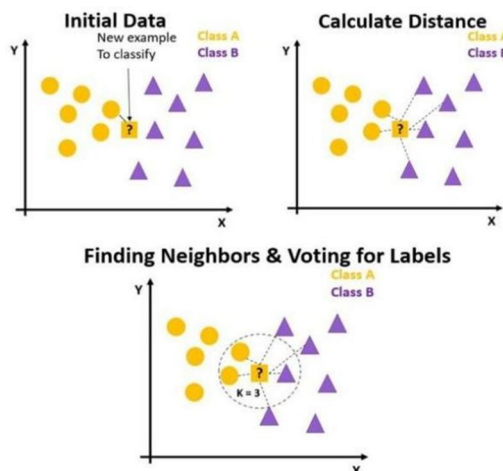 Initial Data
Y
New example
To classify
Class A
Class B
?
X
Calculate Distance
Y
Class A
Class
?
X
Finding Neighbors & Voting for Labels
Y
Class A
Class B
?
K = 3
X